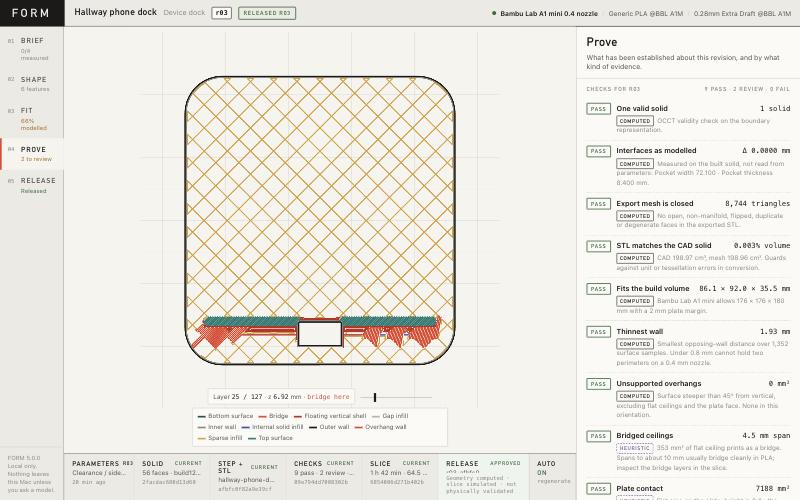 FORM
Hallway phone dock Device dock r03 RELEASED R03
Bambu Lab A1 mini 0.4 nozzle Generic PLA @BBL A1M 0.28mm Extra Draft @BBL A1M
01 BRIEF
0/4 measured
02 SHAPE
6 features
03 FIT
66% modelled
04 PROVE
2 to review
05 RELEASE
Released
FORM 5.0.0
Local only.
Nothing leaves
this Mac unless
you ask a model.
Layer 25 / 127 · z 6.92 mm · bridge here
Bottom surface Bridge Floating vertical shell Gap infill
Inner wall Internal solid infill Outer wall Overhang wall
Sparse infill Top surface
Prove
What has been established about this revision, and by what
kind of evidence.
CHECKS FOR R03 9 PASS · 2 REVIEW · 0 FAIL
PASS One valid solid 1 solid
COMPUTED OCCT validity check on the boundary
representation.
PASS Interfaces as modelled Δ 0.0000 mm
COMPUTED Measured on the built solid, not read from
parameters. Pocket width 72.100 · Pocket thickness
8.400 mm.
PASS Export mesh is closed 8,744 triangles
COMPUTED No open, non-manifold, flipped, duplicate
or degenerate faces in the exported STL.
PASS STL matches the CAD solid 0.003% volume
COMPUTED CAD 198.97 cm³, mesh 198.96 cm³. Guards
against unit or tessellation errors in conversion.
PASS Fits the build volume 86.1 × 92.0 × 35.5 mm
COMPUTED Bambu Lab A1 mini allows 176 × 176 × 180
mm with a 2 mm plate margin.
PASS Thinnest wall 1.93 mm
COMPUTED Smallest opposing-wall distance over 1,352
surface samples. Under 0.8 mm cannot hold two
perimeters on a 0.4 mm nozzle.
PASS Unsupported overhangs 0 mm²
COMPUTED Surface steeper than 45° from vertical,
excluding flat ceilings and the plate face. None in
this orientation.
PASS Bridged ceilings 4.5 mm span
HEURISTIC 353 mm² of flat ceiling prints as a bridge.
Spans to 10 mm usually bridge cleanly in PLA;
inspect the bridge layers in the slice.
PASS Plate contact 7188 mm²
PARAMETERS R03
Clearance / side...
20 min ago
SOLID CURRENT
56 faces · build12...
STEP + STL CURRENT
hallway-phone-d...
CHECKS CURRENT
9 pass · 2 review ·...
SLICE CURRENT
1 h 42 min · 64.5 ...
RELEASE APPROVED
Geometry computed ·
slice simulated · not
physically validated
AUTO
ON
regenerate